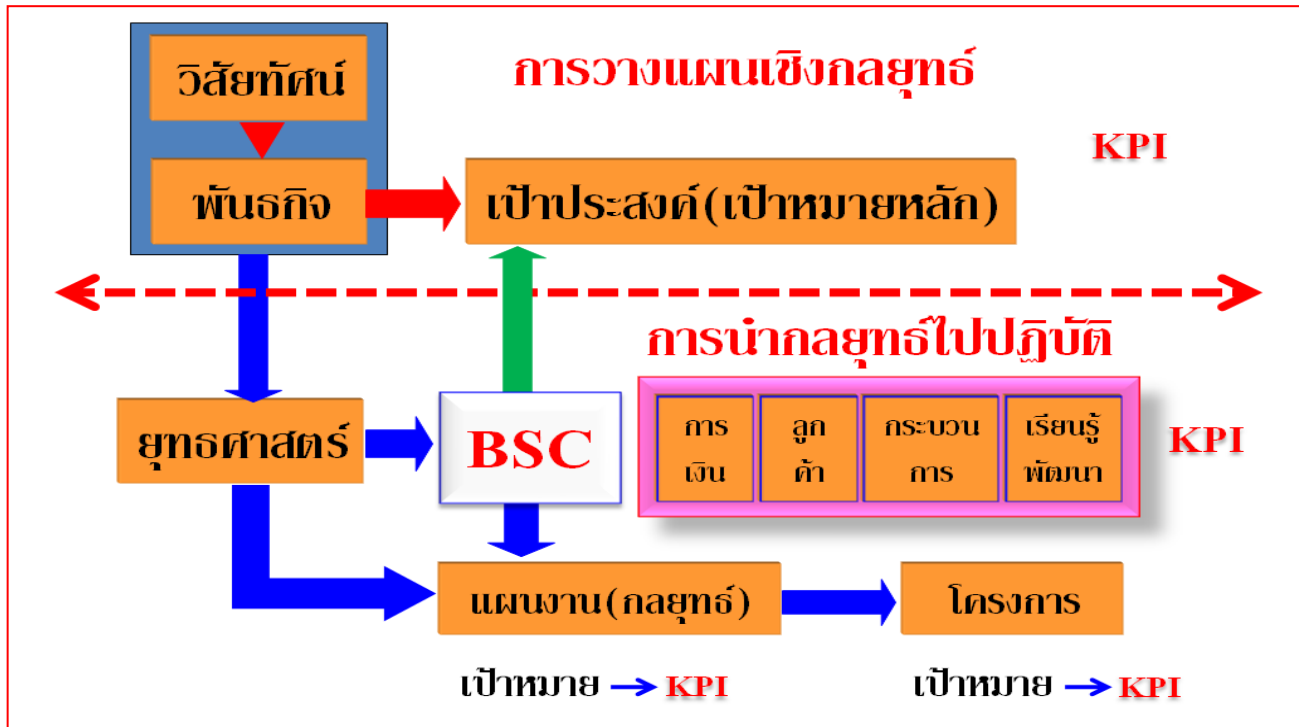 วิสัยทัศน์
การวางแผนเชิงกลยุทธ์
KPI
พันธกิจ
เป้าประสงค์(เป้าหมายหลัก)
การนำกลยุทธ์ไปปฏิบัติ
ยุทธศาสตร์
BSC
การ
เงิน
ลูก
ค้า
กระบวน
การ
เรียนรู้
พัฒนา
KPI
แผนงาน(กลยุทธ์)
โครงการ
เป้าหมาย → KPI
เป้าหมาย → KPI